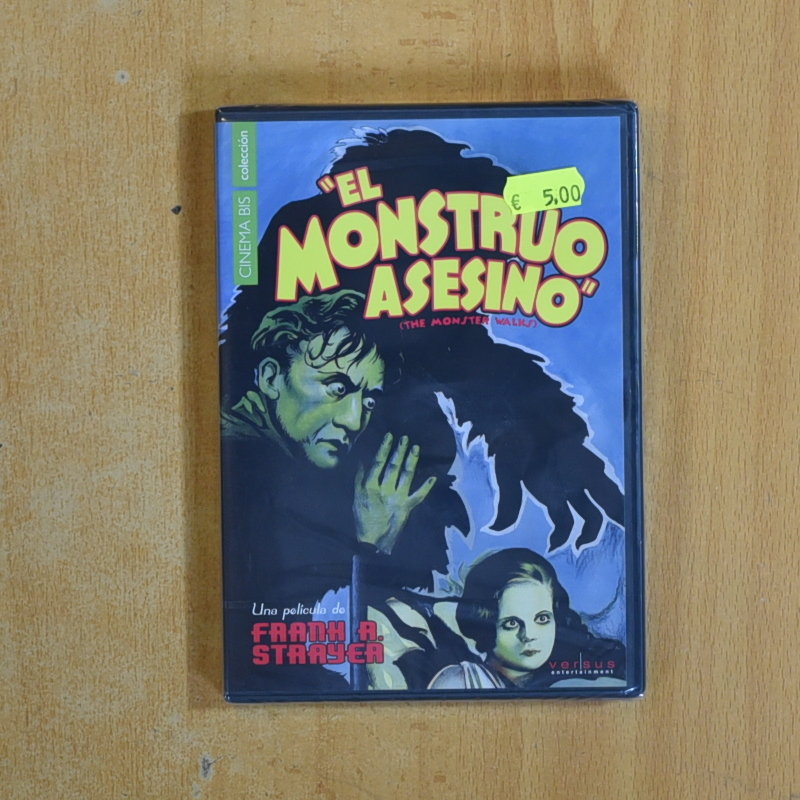 CINEMA BIS colección
"EL
MONSTRUO
ASESINO"
(THE MONSTER WALKS)
€ 5,00
Una película de
FRANK R.
STRAYER
versus
entertainment